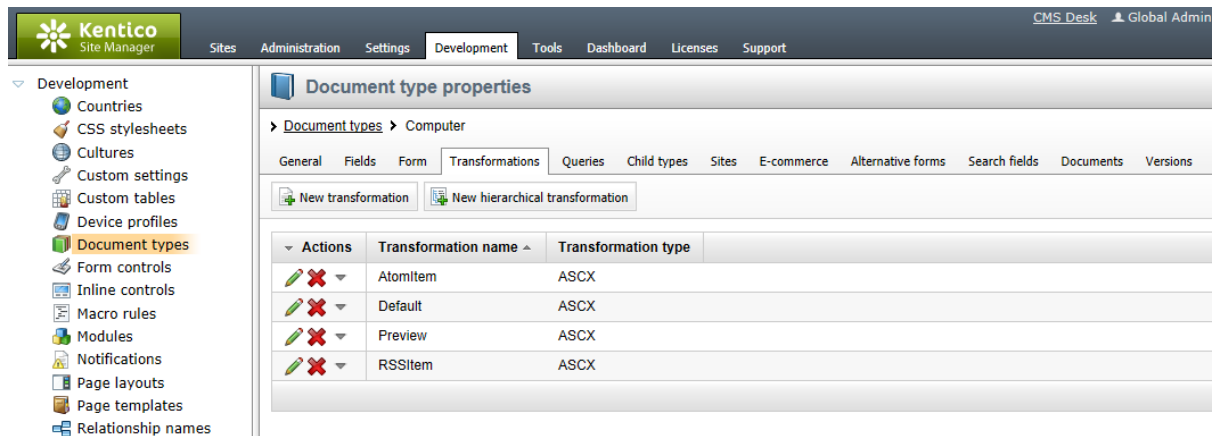 CMS Desk Global Admin
Kentico
Site Manager
Sites Administration Settings Development Tools Dashboard Licenses Support
Development
Countries
CSS stylesheets
Cultures
Custom settings
Custom tables
Device profiles
Document types
Form controls
Inline controls
Macro rules
Modules
Notifications
Page layouts
Page templates
Relationship names
Document type properties
Document types > Computer
General Fields Form Transformations Queries Child types Sites E-commerce Alternative forms Search fields Documents Versions
New transformation New hierarchical transformation
Actions Transformation name Transformation type
AtomItem ASCX
Default ASCX
Preview ASCX
RSSItem ASCX